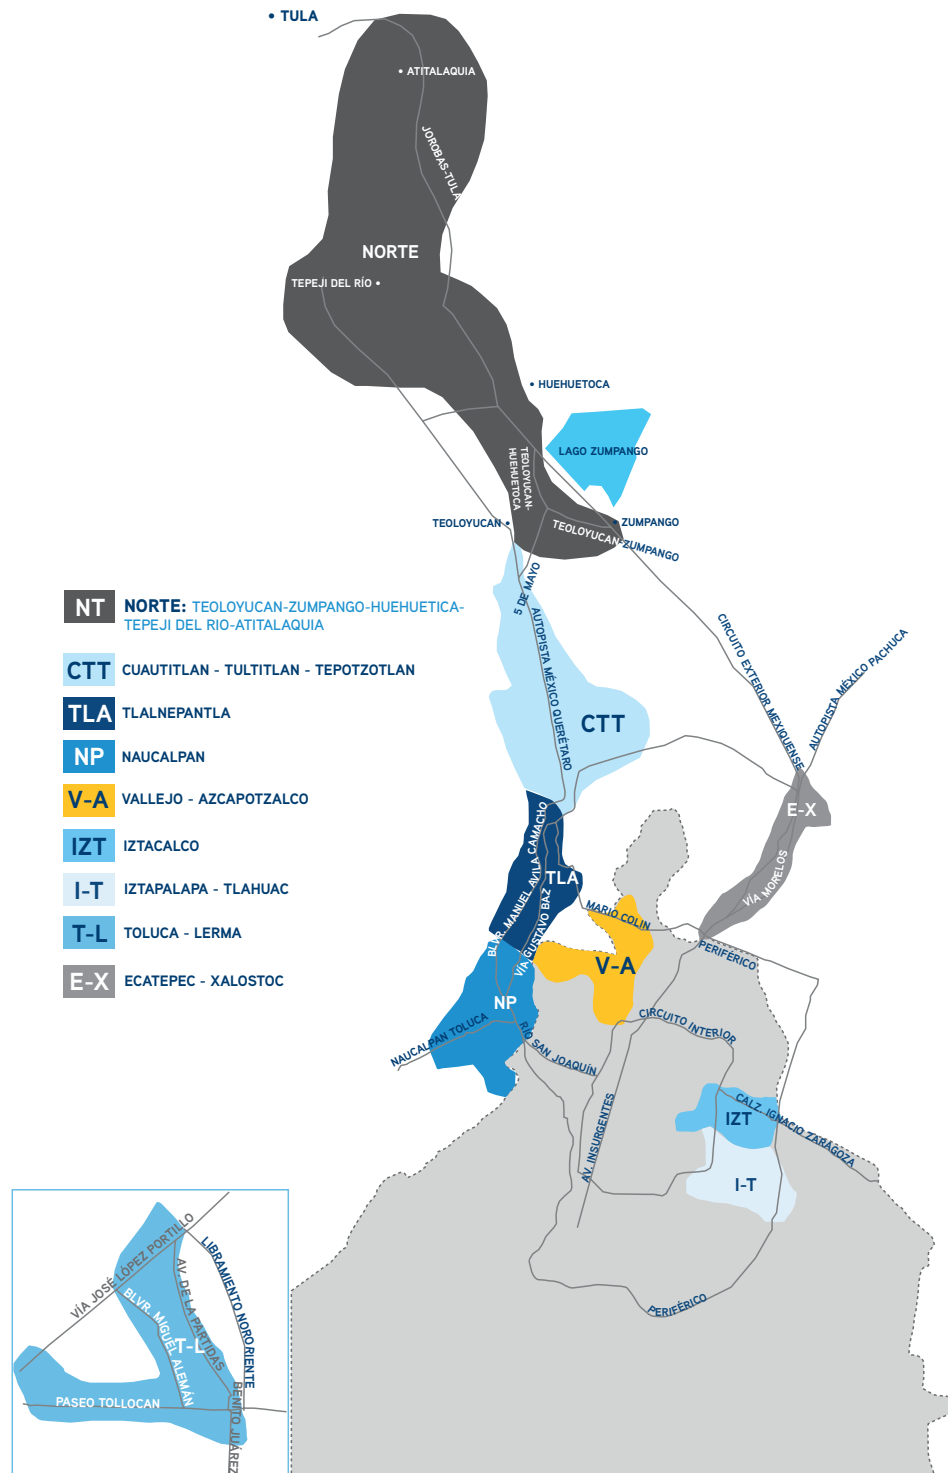 • TULA
• ATITALAQUIA
JOROBAS-TULA
NORTE
TEPEJI DEL RÍO •
• HUEHUETOCA
LAGO ZUMPANGO
TEOLOYUCAN-
HUEHUETOCA
TEOLOYUCAN •
• ZUMPANGO
TEOLOYUCAN-ZUMPANGO
5 DE MAYO
AUTOPISTA MÉXICO QUERÉTARO
CIRCUITO EXTERIOR MEXIQUENSE
AUTOPISTA MÉXICO PACHUCA
NT NORTE: TEOLOYUCAN-ZUMPANGO-HUEHUETICA-
TEPEJI DEL RIO-ATITALAQUIA
CTT CUAUTITLAN - TULTITLAN - TEPOTZOTLAN
TLA TLALNEPANTLA
NP NAUCALPAN
V-A VALLEJO - AZCAPOTZALCO
IZT IZTACALCO
I-T IZTAPALAPA - TLAHUAC
T-L TOLUCA - LERMA
E-X ECATEPEC - XALOSTOC
CTT
E-X
VÍA MORELOS
BLVR. MANUEL AVILA CAMACHO
TLA
VÍA GUSTAVO BAZ
MARIO COLIN
PERIFÉRICO
V-A
NP
NAUCALPAN TOLUCA
RÍO SAN JOAQUÍN
CIRCUITO INTERIOR
AV. INSURGENTES
IZT
CALZ. IGNACIO ZARAGOZA
I-T
PERIFÉRICO
VÍA JOSÉ LÓPEZ PORTILLO
LIBRAMIENTO NORORIENTE
AV. DE LA PARTIDAS
BLVR. MIGUEL ALEMÁN
T-L
PASEO TOLLOCAN
BENITO JUÁREZ